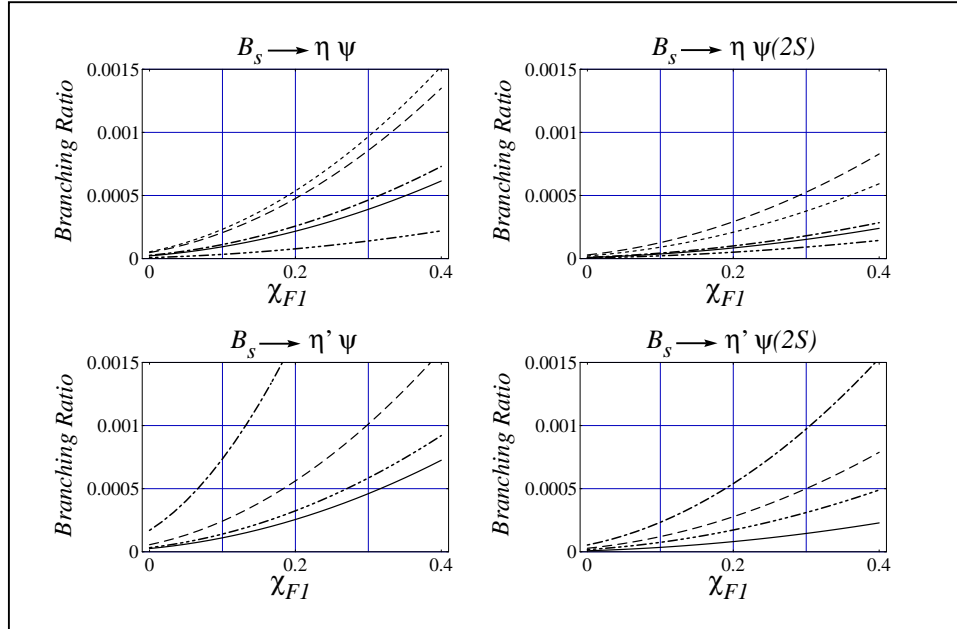 B_s → η ψ
Branching Ratio
0.0015
0.001
0.0005
0
0 0.2 0.4
χ_F1
B_s → η ψ(2S)
Branching Ratio
0.0015
0.001
0.0005
0
0 0.2 0.4
χ_F1
B_s → η’ ψ
Branching Ratio
0.0015
0.001
0.0005
0
0 0.2 0.4
χ_F1
B_s → η’ ψ(2S)
Branching Ratio
0.0015
0.001
0.0005
0
0 0.2 0.4
χ_F1